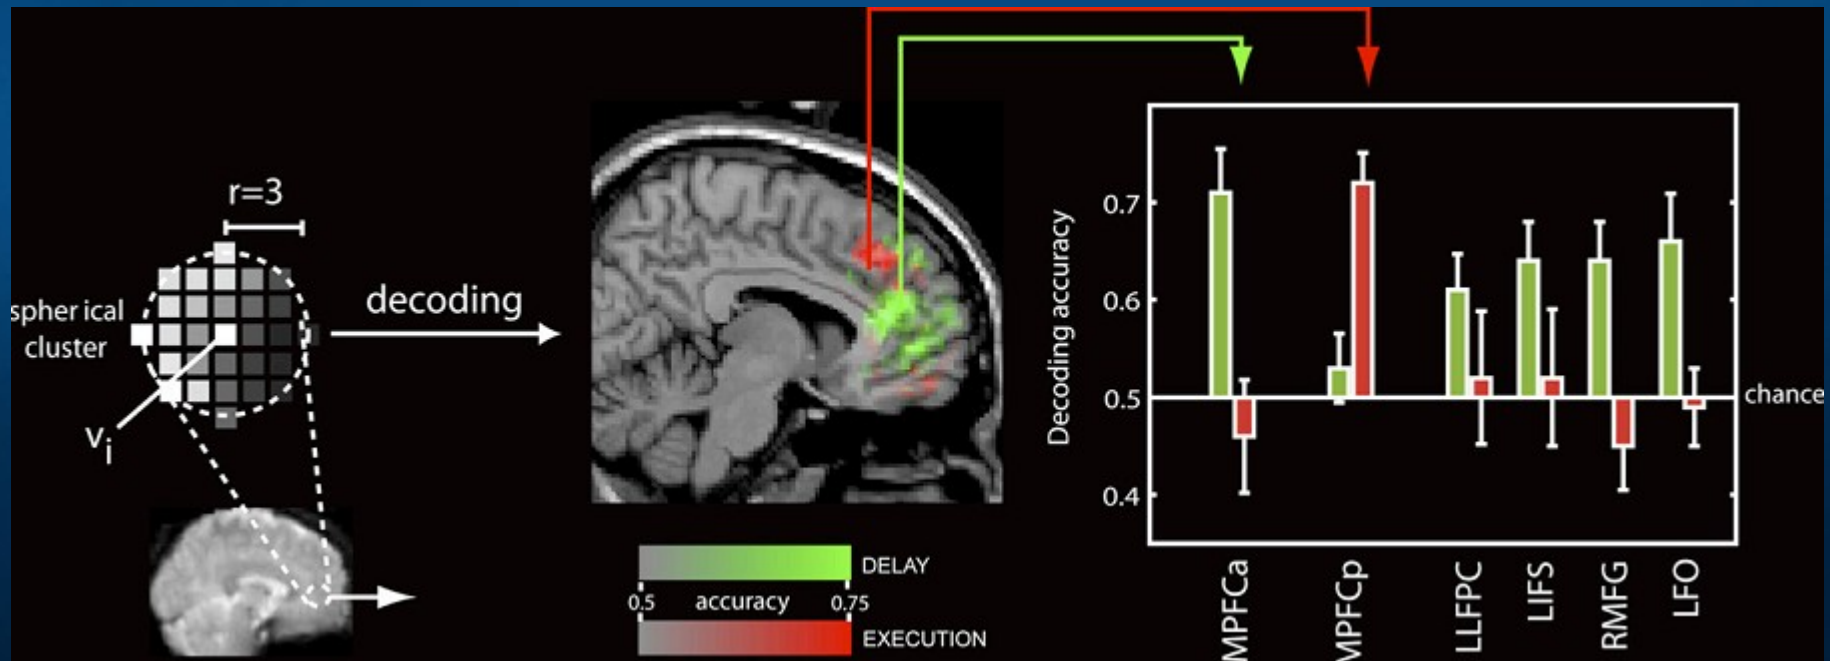 r=3
spher ical
cluster
decoding
vi
0.5
accuracy
0.75
DELAY
EXECUTION
Decoding accuracy
0.7
0.6
0.5
0.4
chance
MPFCa
MPFCp
LLFPC
LIFS
RMFG
LFO